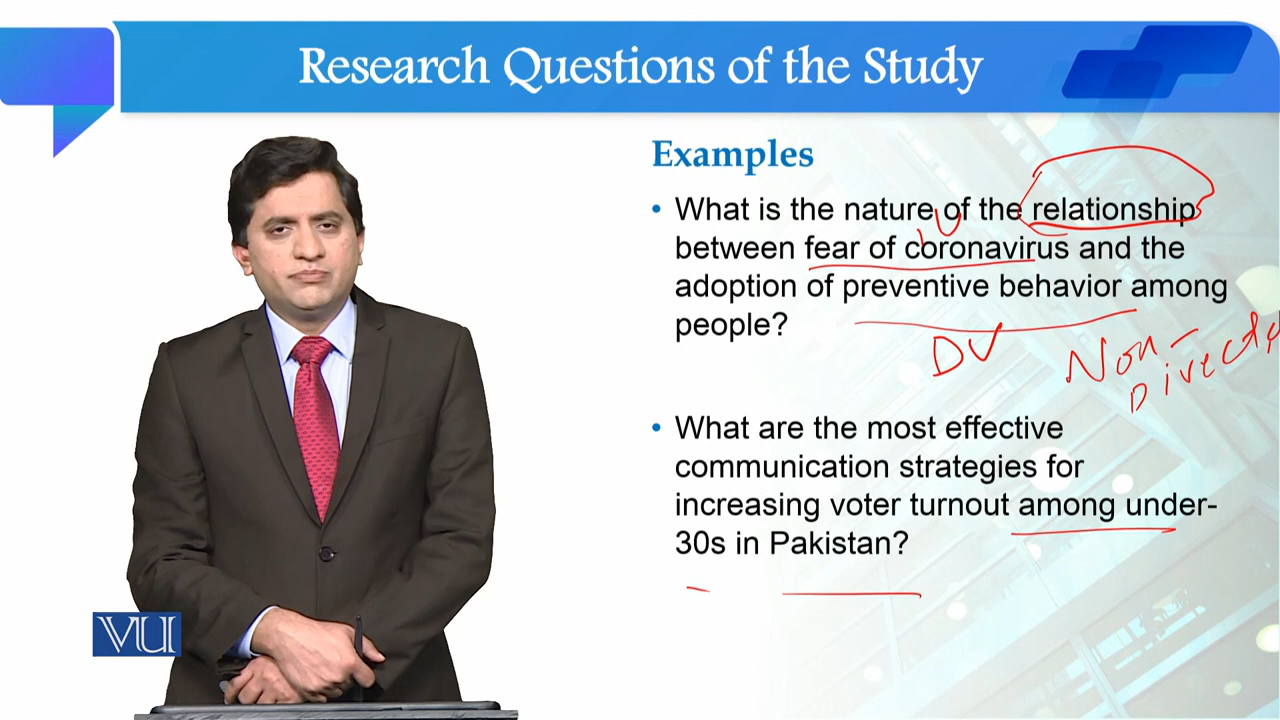 Research Questions of the Study
Examples
• What is the nature of the relationship
between fear of coronavirus and the
adoption of preventive behavior among
people?
IV
DV
Non-
Directi
• What are the most effective
communication strategies for
increasing voter turnout among under-
30s in Pakistan?
VU